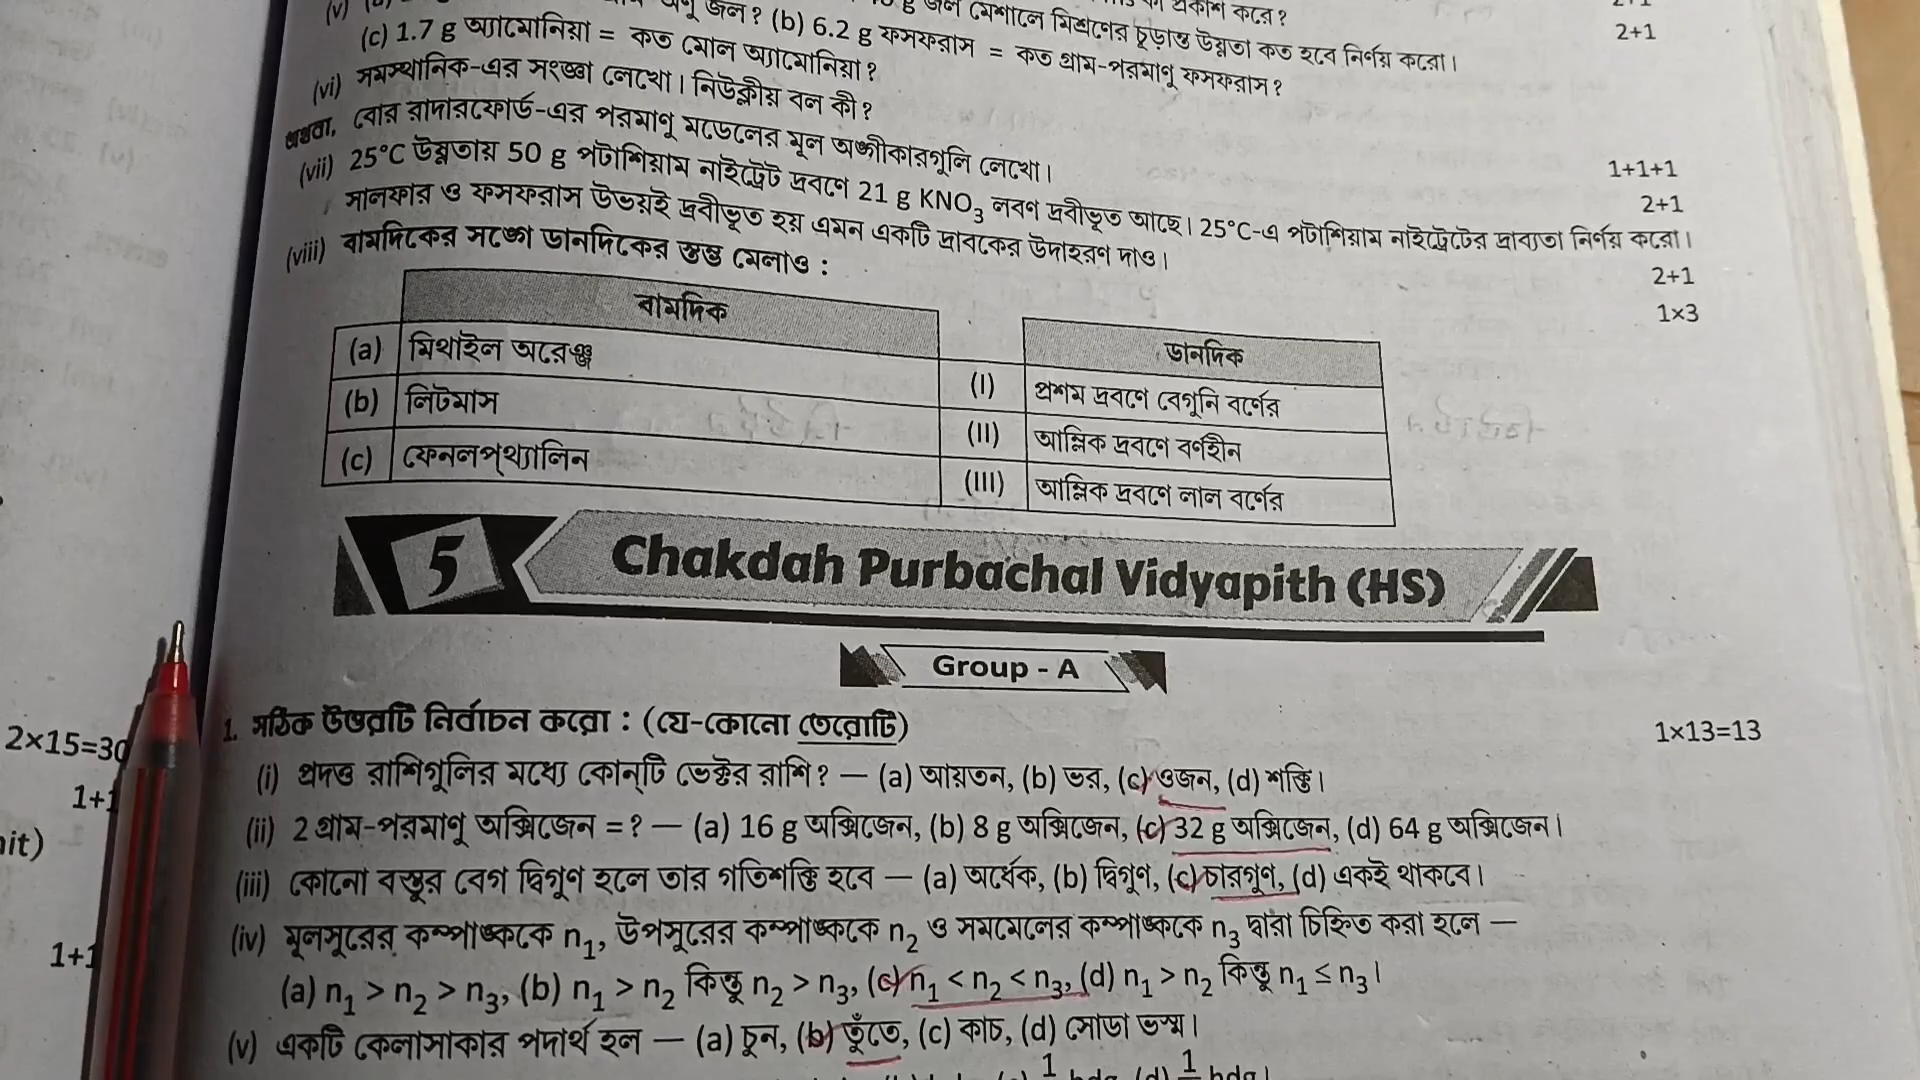 (v)
অণু জল? (b) 6.2 g ফসফরাস = কত গ্রাম-পরমাণু ফসফরাস?
g জল মেশালে মিশ্রণের চূড়ান্ত উষ্ণতা কত হবে নির্ণয় করো।
প্রকাশ করে?
2+1
2+1
(c) 1.7 g অ্যামোনিয়া = কত মোল অ্যামোনিয়া?
(vi) সমস্থানিক-এর সংজ্ঞা লেখো। নিউক্লীয় বল কী?
অথবা, বোর রাদারফোর্ড-এর পরমাণু মডেলের মূল অঙ্গীকারগুলি লেখো।
1+1+1
2+1
(vii) 25°C উষ্ণতায় 50 g পটাশিয়াম নাইট্রেট দ্রবণে 21 g KNO₃ লবণ দ্রবীভূত আছে। 25°C-এ পটাশিয়াম নাইট্রেটের দ্রাব্যতা নির্ণয় করো।
সালফার ও ফসফরাস উভয়ই দ্রবীভূত হয় এমন একটি দ্রাবকের উদাহরণ দাও।
2+1
(viii) বামদিকের সঙ্গে ডানদিকের স্তম্ভ মেলাও :
1×3
বামদিক
ডানদিক
(a) মিথাইল অরেঞ্জ
(I) প্রশম দ্রবণে বেগুনি বর্ণের
(b) লিটমাস
(II) আম্লিক দ্রবণে বর্ণহীন
(c) ফেনলপ্‌থ্যালিন
(III) আম্লিক দ্রবণে লাল বর্ণের
5
Chakdah Purbachal Vidyapith (HS)
Group - A
1. সঠিক উত্তরটি নির্বাচন করো : (যে-কোনো তেরোটি)
1×13=13
(i) প্রদত্ত রাশিগুলির মধ্যে কোন্‌টি ভেক্টর রাশি? — (a) আয়তন, (b) ভর, (c) ওজন, (d) শক্তি।
(ii) 2 গ্রাম-পরমাণু অক্সিজেন = ? — (a) 16 g অক্সিজেন, (b) 8 g অক্সিজেন, (c) 32 g অক্সিজেন, (d) 64 g অক্সিজেন।
(iii) কোনো বস্তুর বেগ দ্বিগুণ হলে তার গতিশক্তি হবে — (a) অর্ধেক, (b) দ্বিগুণ, (c) চারগুণ, (d) একই থাকবে।
(iv) মূলসুরের কম্পাঙ্ককে n₁, উপসুরের কম্পাঙ্ককে n₂ ও সমমেলের কম্পাঙ্ককে n₃ দ্বারা চিহ্নিত করা হলে —
(a) n₁ > n₂ > n₃, (b) n₁ > n₂ কিন্তু n₂ > n₃, (c) n₁ < n₂ < n₃, (d) n₁ > n₂ কিন্তু n₁ ≤ n₃।
(v) একটি কেলাসাকার পদার্থ হল — (a) চুন, (b) তুঁতে, (c) কাচ, (d) সোডা ভস্ম।
2×15=30
1+1
nit)
1+1